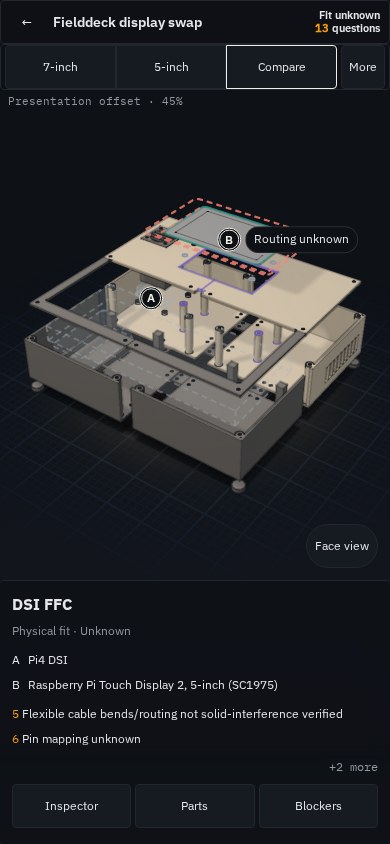 ← Fielddeck display swap
Fit unknown
13 questions
7-inch
5-inch
Compare
More
Presentation offset · 45%
B Routing unknown
A
Face view
DSI FFC
Physical fit · Unknown
A Pi4 DSI
B Raspberry Pi Touch Display 2, 5-inch (SC1975)
5 Flexible cable bends/routing not solid-interference verified
6 Pin mapping unknown
+2 more
Inspector
Parts
Blockers